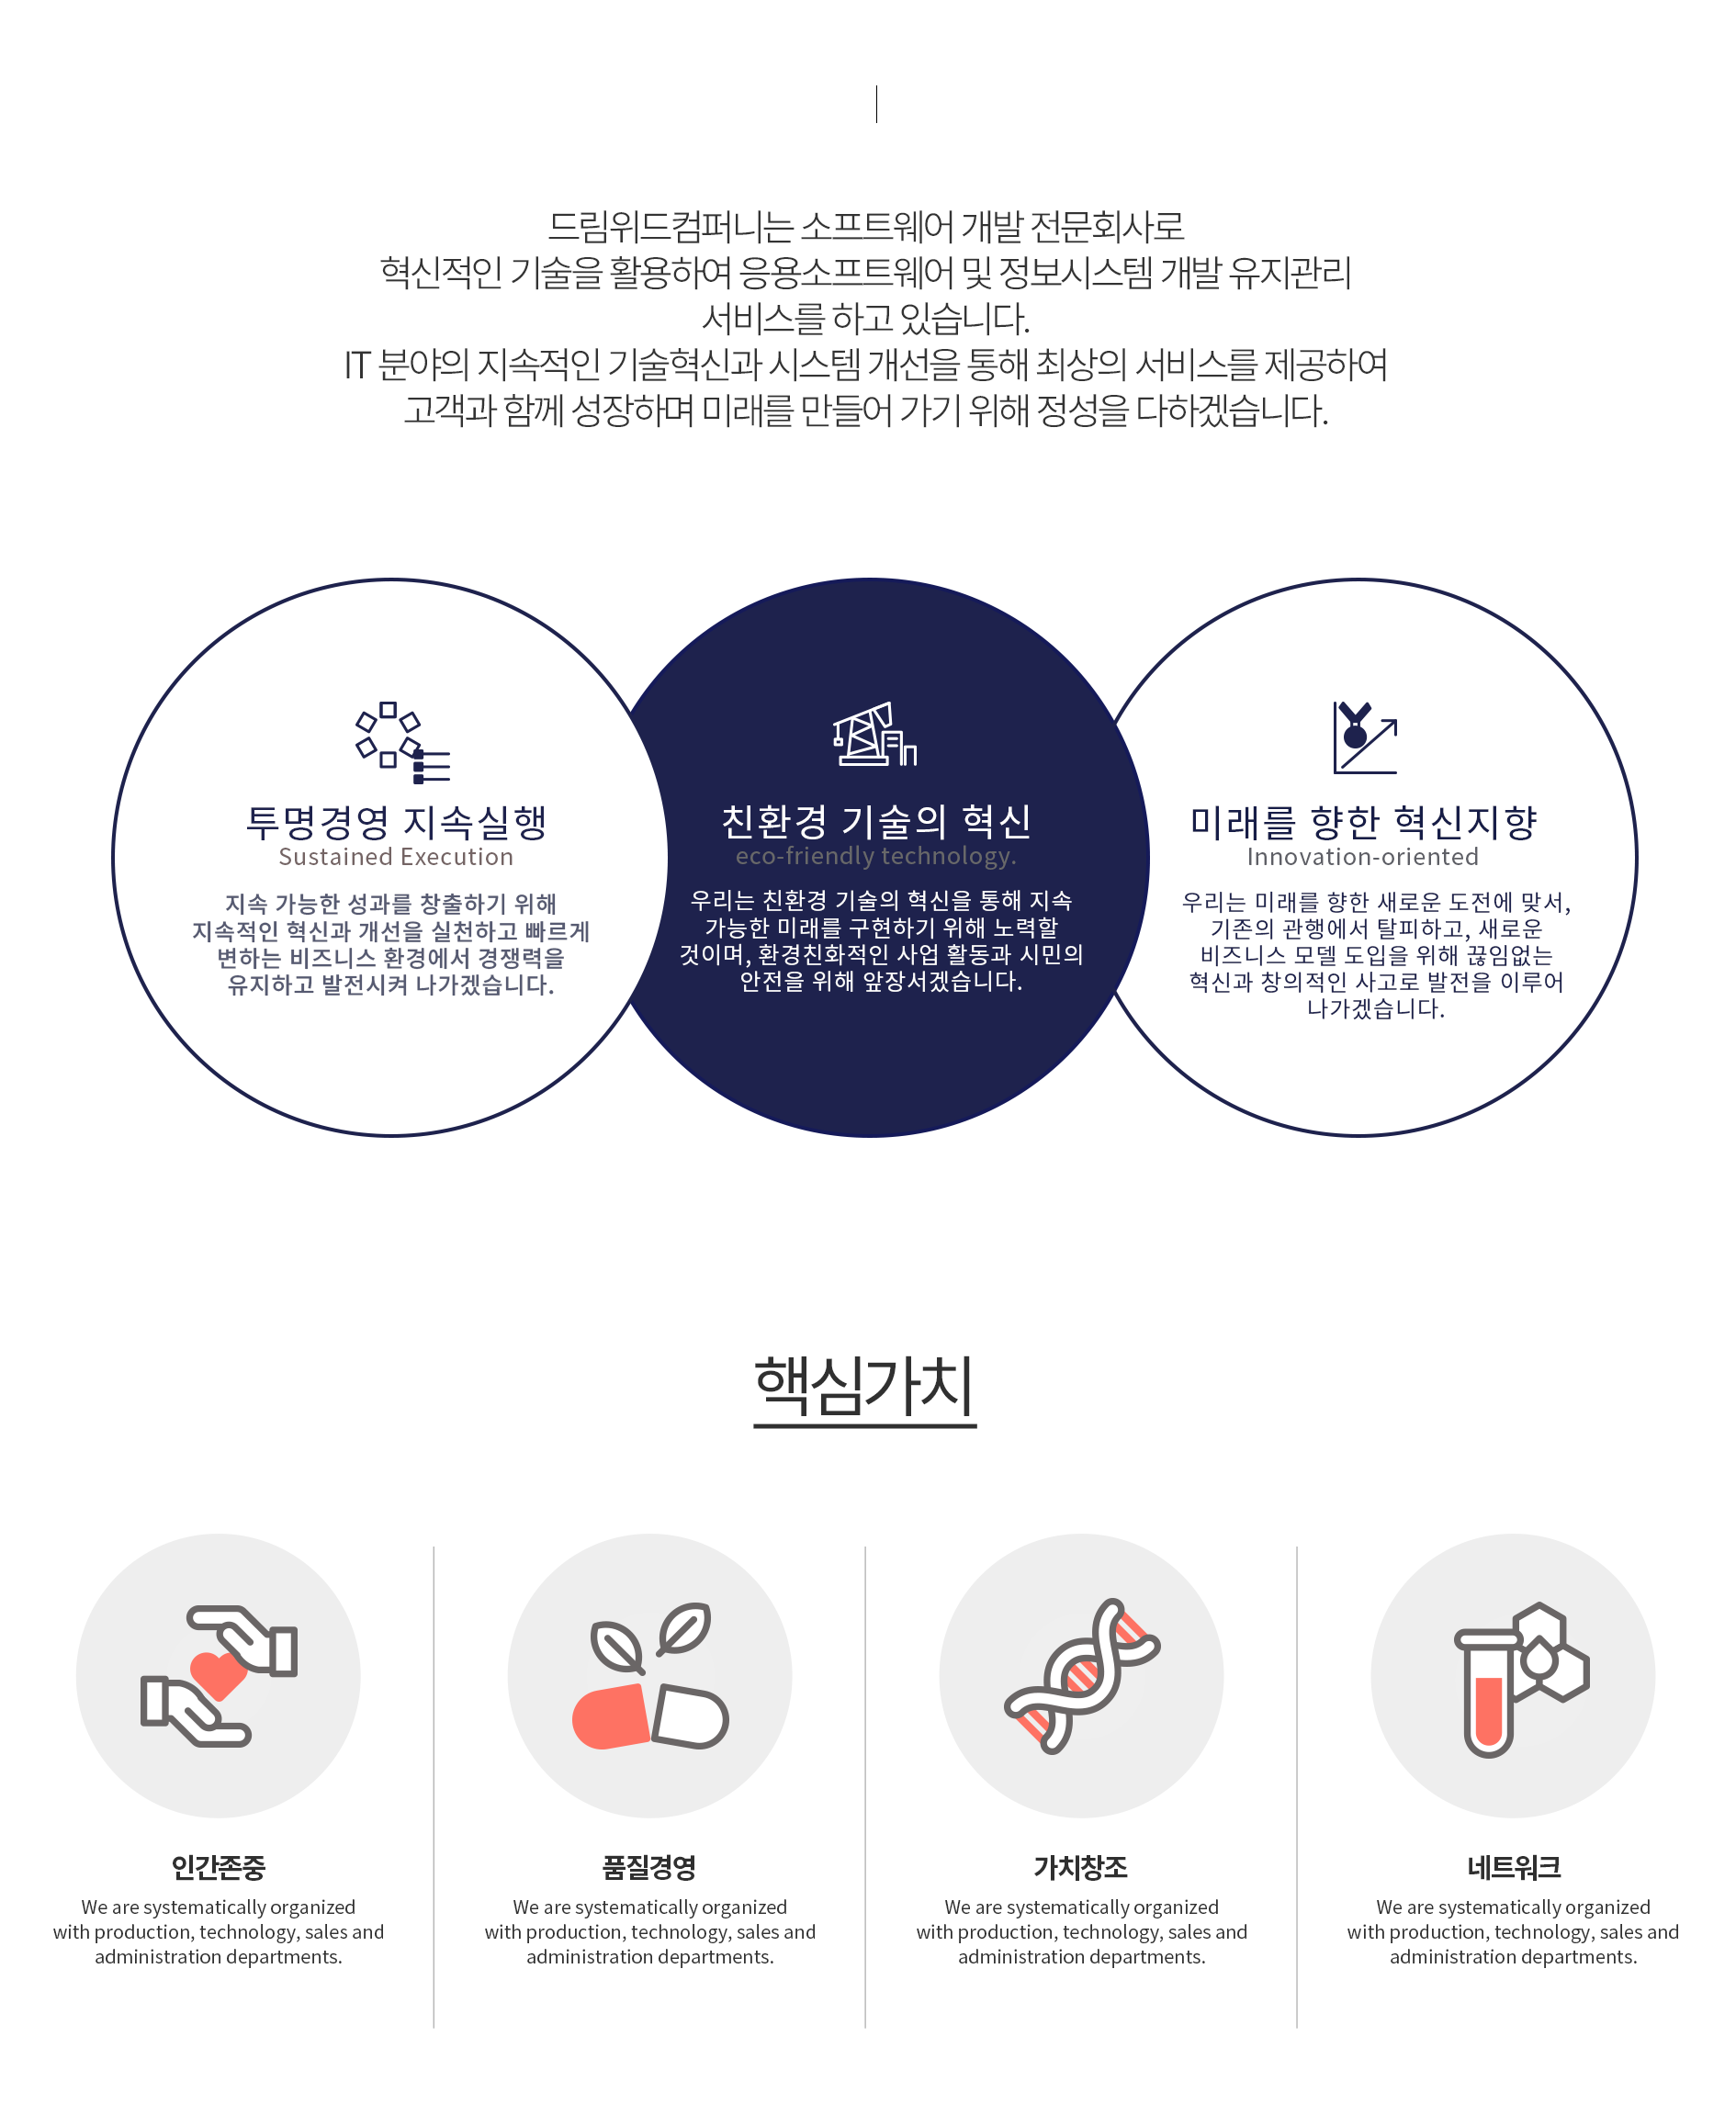 드림위드컴퍼니는 소프트웨어 개발 전문회사로
혁신적인 기술을 활용하여 응용소프트웨어 및 정보시스템 개발 유지관리
서비스를 하고 있습니다.
IT 분야의 지속적인 기술혁신과 시스템 개선을 통해 최상의 서비스를 제공하여
고객과 함께 성장하며 미래를 만들어 가기 위해 정성을 다하겠습니다.
투명경영 지속실행
Sustained Execution
지속 가능한 성과를 창출하기 위해
지속적인 혁신과 개선을 실천하고 빠르게
변하는 비즈니스 환경에서 경쟁력을
유지하고 발전시켜 나가겠습니다.
친환경 기술의 혁신
eco-friendly technology.
우리는 친환경 기술의 혁신을 통해 지속
가능한 미래를 구현하기 위해 노력할
것이며, 환경친화적인 사업 활동과 시민의
안전을 위해 앞장서겠습니다.
미래를 향한 혁신지향
Innovation-oriented
우리는 미래를 향한 새로운 도전에 맞서,
기존의 관행에서 탈피하고, 새로운
비즈니스 모델 도입을 위해 끊임없는
혁신과 창의적인 사고로 발전을 이루어
나가겠습니다.
핵심가치
인간존중
We are systematically organized
with production, technology, sales and
administration departments.
품질경영
We are systematically organized
with production, technology, sales and
administration departments.
가치창조
We are systematically organized
with production, technology, sales and
administration departments.
네트워크
We are systematically organized
with production, technology, sales and
administration departments.